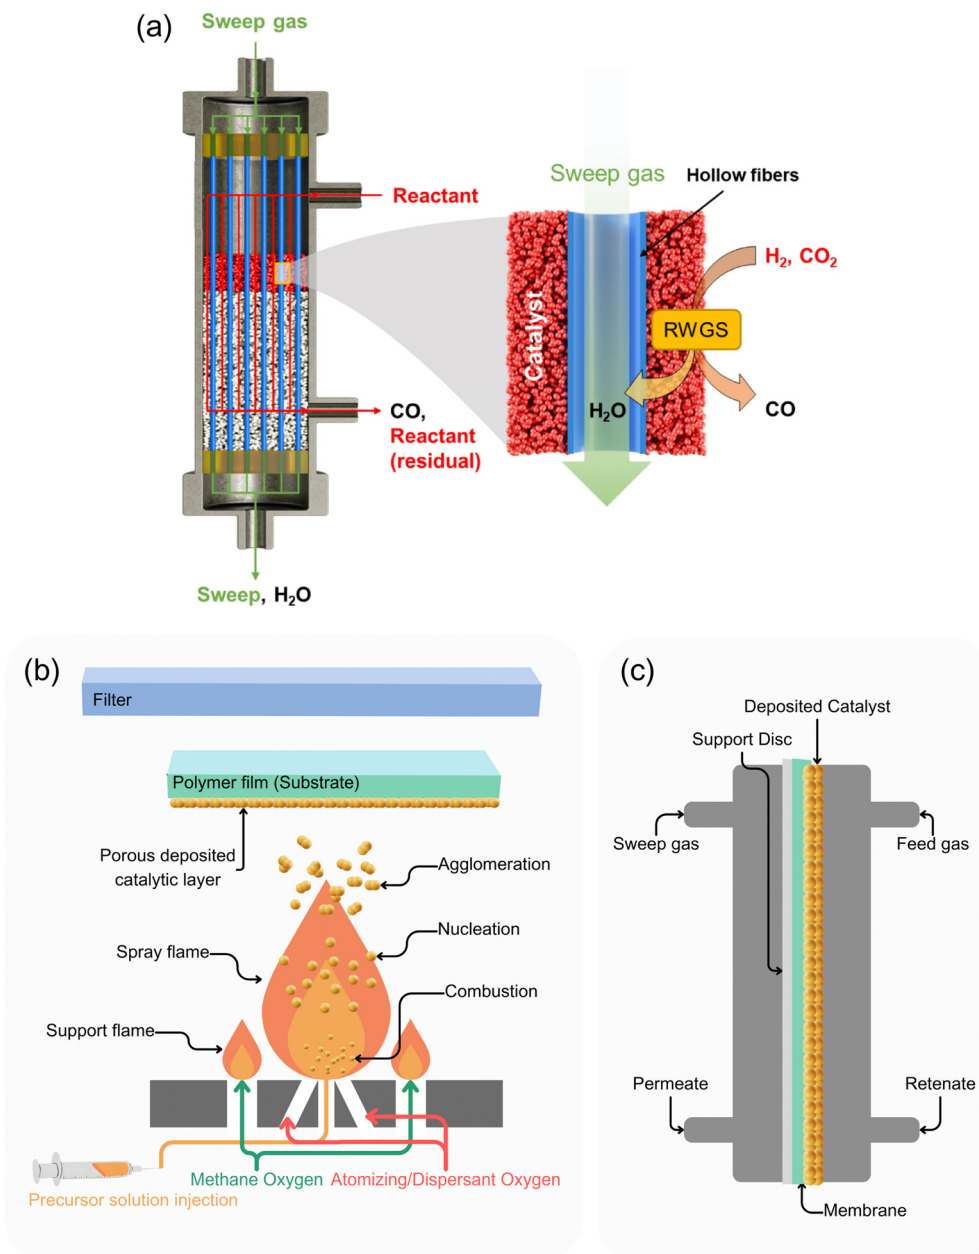 (a)
Sweep gas
Reactant
CO,
Reactant
(residual)
Sweep, H₂O
Sweep gas
Hollow fibers
Catalyst
H₂, CO₂
RWGS
H₂O
CO
(b)
Filter
Polymer film (Substrate)
Porous deposited
catalytic layer
Agglomeration
Nucleation
Spray flame
Combustion
Support flame
Methane Oxygen
Atomizing/Dispersant Oxygen
Precursor solution injection
(c)
Deposited Catalyst
Support Disc
Sweep gas
Feed gas
Permeate
Retenate
Membrane